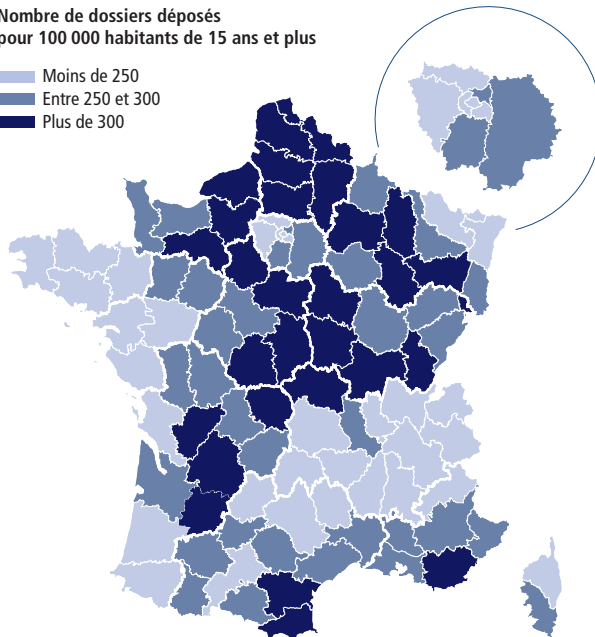 Nombre de dossiers déposés
pour 100 000 habitants de 15 ans et plus
Moins de 250
Entre 250 et 300
Plus de 300